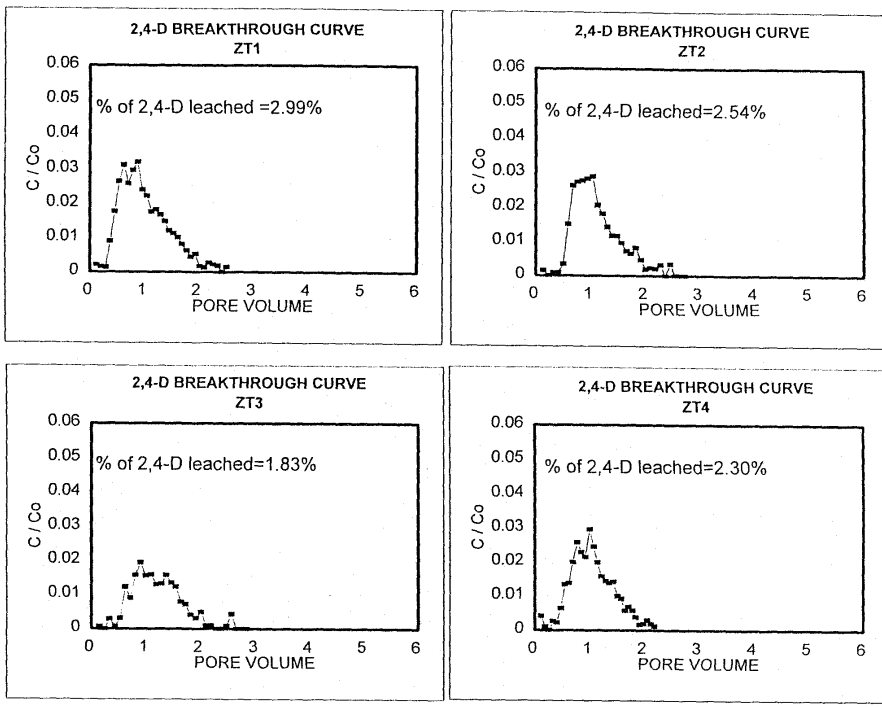 2,4-D BREAKTHROUGH CURVE
ZT1
0.06
0.05
0.04
0.03
0.02
0.01
0
C / Co
% of 2,4-D leached =2.99%
0 1 2 3 4 5 6
PORE VOLUME
2,4-D BREAKTHROUGH CURVE
ZT2
0.06
0.05
0.04
0.03
0.02
0.01
0
C / Co
% of 2,4-D leached=2.54%
0 1 2 3 4 5 6
PORE VOLUME
2,4-D BREAKTHROUGH CURVE
ZT3
0.06
0.05
0.04
0.03
0.02
0.01
0
C / Co
% of 2,4-D leached=1.83%
0 1 2 3 4 5 6
PORE VOLUME
2,4-D BREAKTHROUGH CURVE
ZT4
0.06
0.05
0.04
0.03
0.02
0.01
0
C / Co
% of 2,4-D leached=2.30%
0 1 2 3 4 5 6
PORE VOLUME